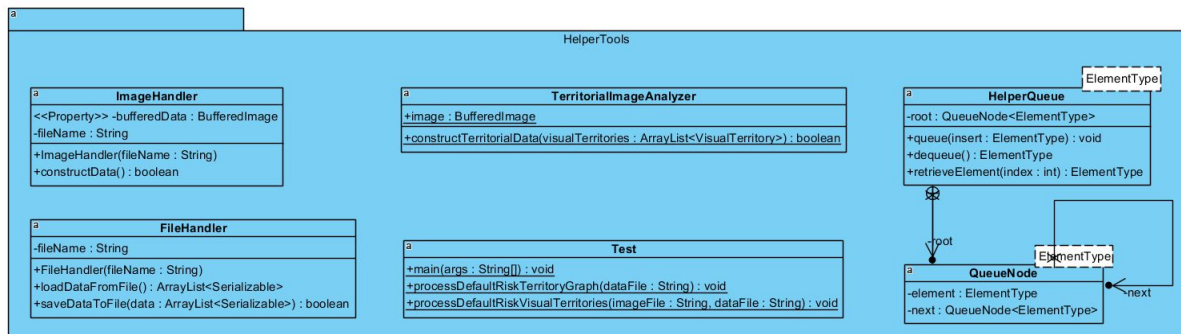 a
HelperTools
a
ImageHandler
<<Property>> -bufferedData : BufferedImage
-fileName : String
+ImageHandler(fileName : String)
+constructData() : boolean
a
TerritorialImageAnalyzer
+image : BufferedImage
+constructTerritorialData(visualTerritories : ArrayList<VisualTerritory>) : boolean
ElementType
a
HelperQueue
-root : QueueNode<ElementType>
+queue(insert : ElementType) : void
+dequeue() : ElementType
+retrieveElement(index : int) : ElementType
a
FileHandler
-fileName : String
+FileHandler(fileName : String)
+loadDataFromFile() : ArrayList<Serializable>
+saveDataToFile(data : ArrayList<Serializable>) : boolean
a
Test
+main(args : String[]) : void
+processDefaultRiskTerritoryGraph(dataFile : String) : void
+processDefaultRiskVisualTerritories(imageFile : String, dataFile : String) : void
-root
ElementType
a
QueueNode
-element : ElementType
-next : QueueNode<ElementType>
-next